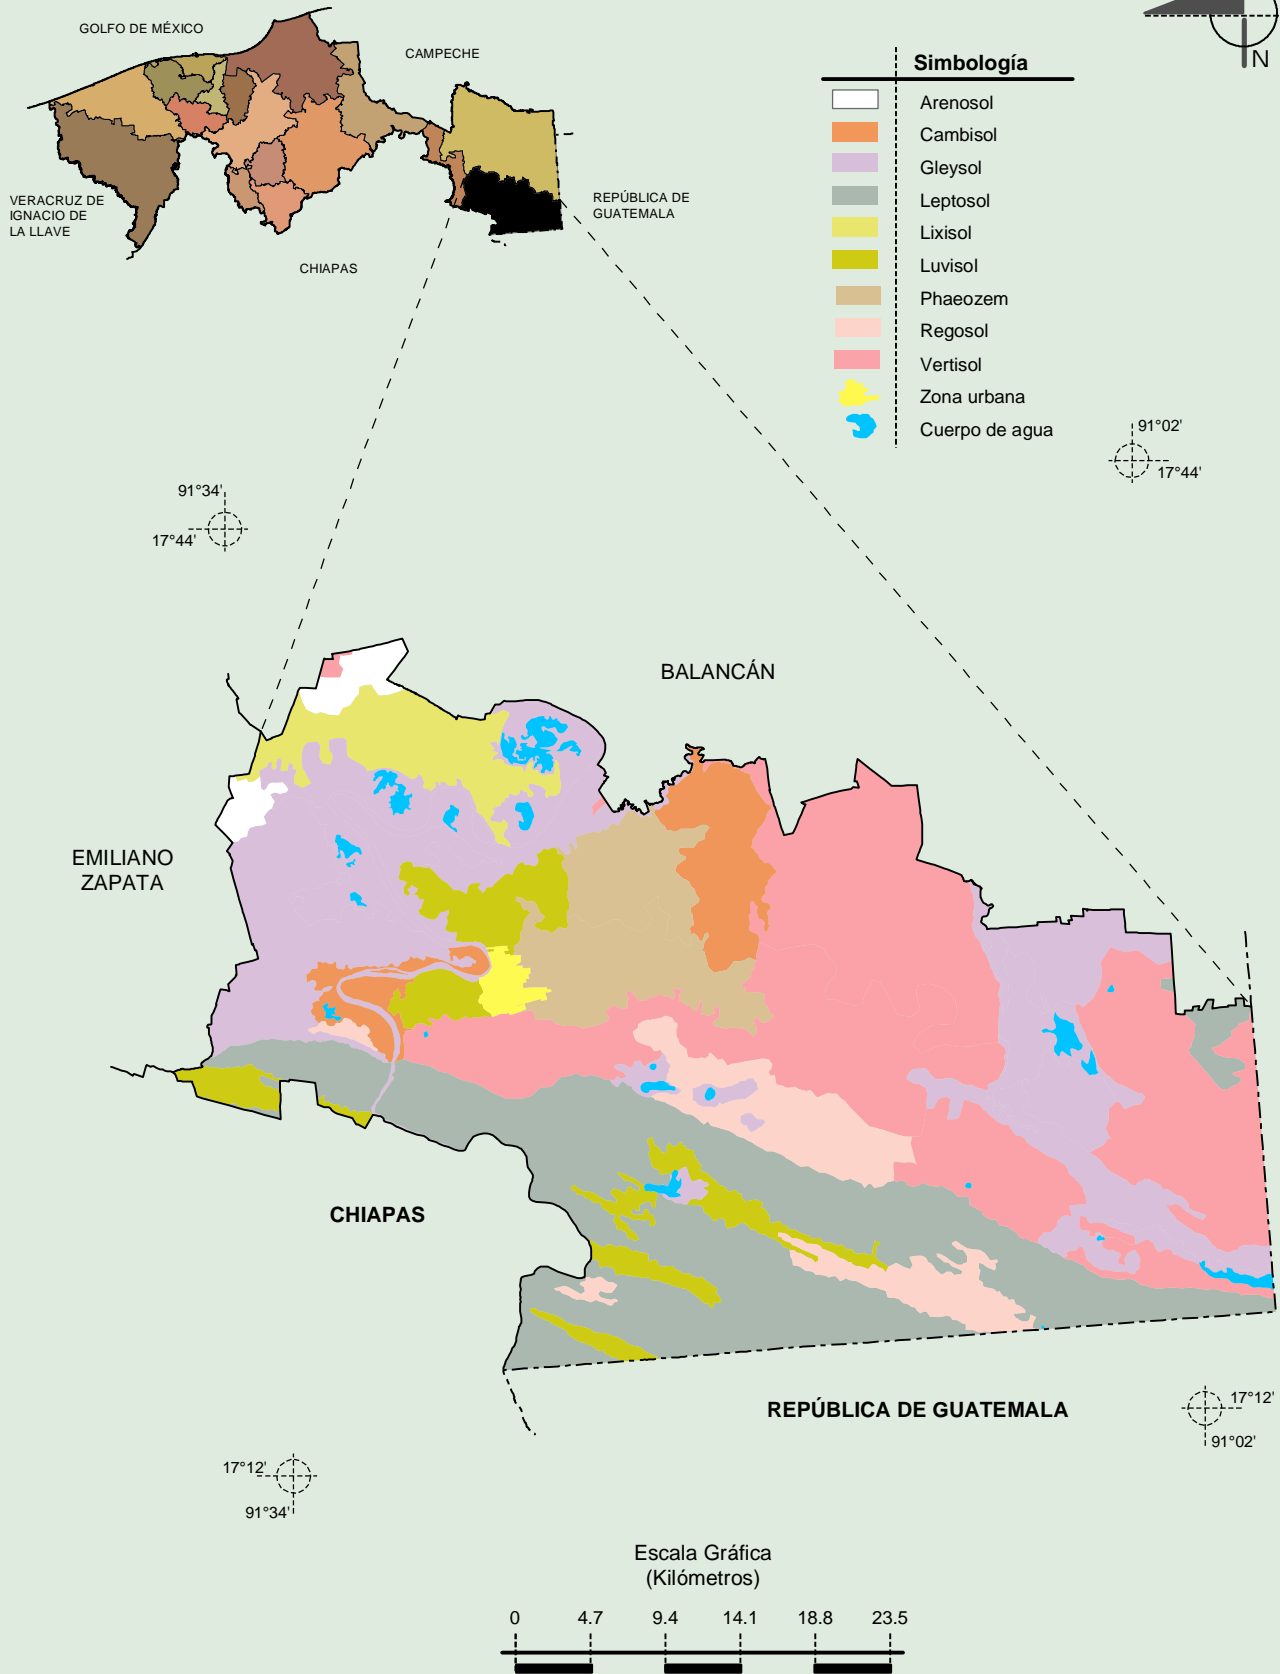 GOLFO DE MÉXICO
CAMPECHE
VERACRUZ DE
IGNACIO DE
LA LLAVE
REPÚBLICA DE
GUATEMALA
CHIAPAS
N
Simbología
Arenosol
Cambisol
Gleysol
Leptosol
Lixisol
Luvisol
Phaeozem
Regosol
Vertisol
Zona urbana
Cuerpo de agua
91°02'
17°44'
91°34'
17°44'
BALANCÁN
EMILIANO
ZAPATA
CHIAPAS
REPÚBLICA DE GUATEMALA
17°12'
91°02'
17°12'
91°34'
Escala Gráfica
(Kilómetros)
0 4.7 9.4 14.1 18.8 23.5